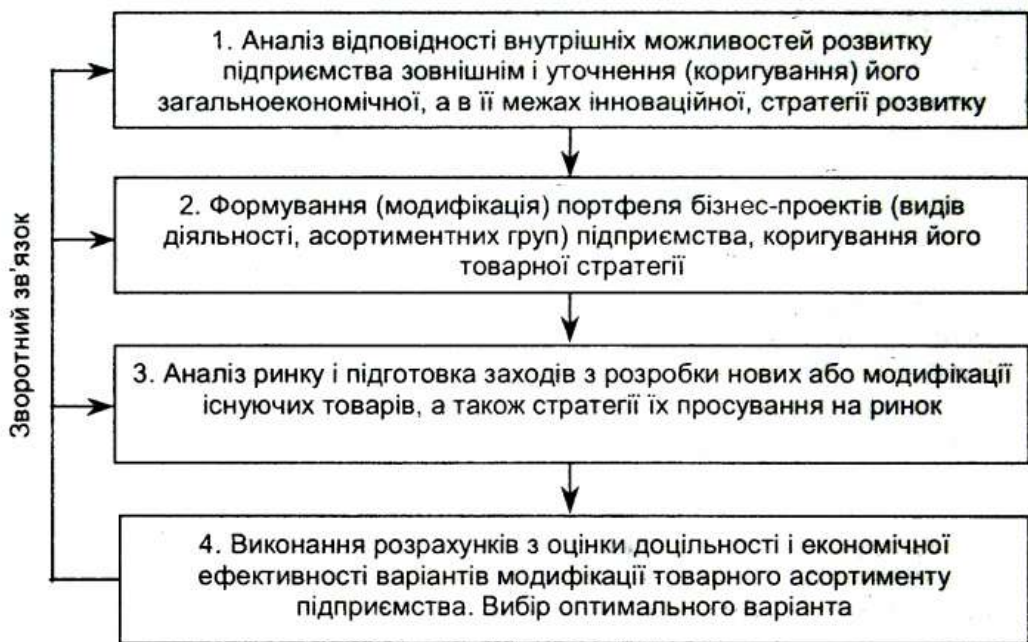 1. Аналіз відповідності внутрішніх можливостей розвитку
підприємства зовнішнім і уточнення (коригування) його
загальноекономічної, а в її межах інноваційної, стратегії розвитку
2. Формування (модифікація) портфеля бізнес-проектів (видів
діяльності, асортиментних груп) підприємства, коригування його
товарної стратегії
3. Аналіз ринку і підготовка заходів з розробки нових або модифікації
існуючих товарів, а також стратегії їх просування на ринок
4. Виконання розрахунків з оцінки доцільності і економічної
ефективності варіантів модифікації товарного асортименту
підприємства. Вибір оптимального варіанта
Зворотний зв'язок